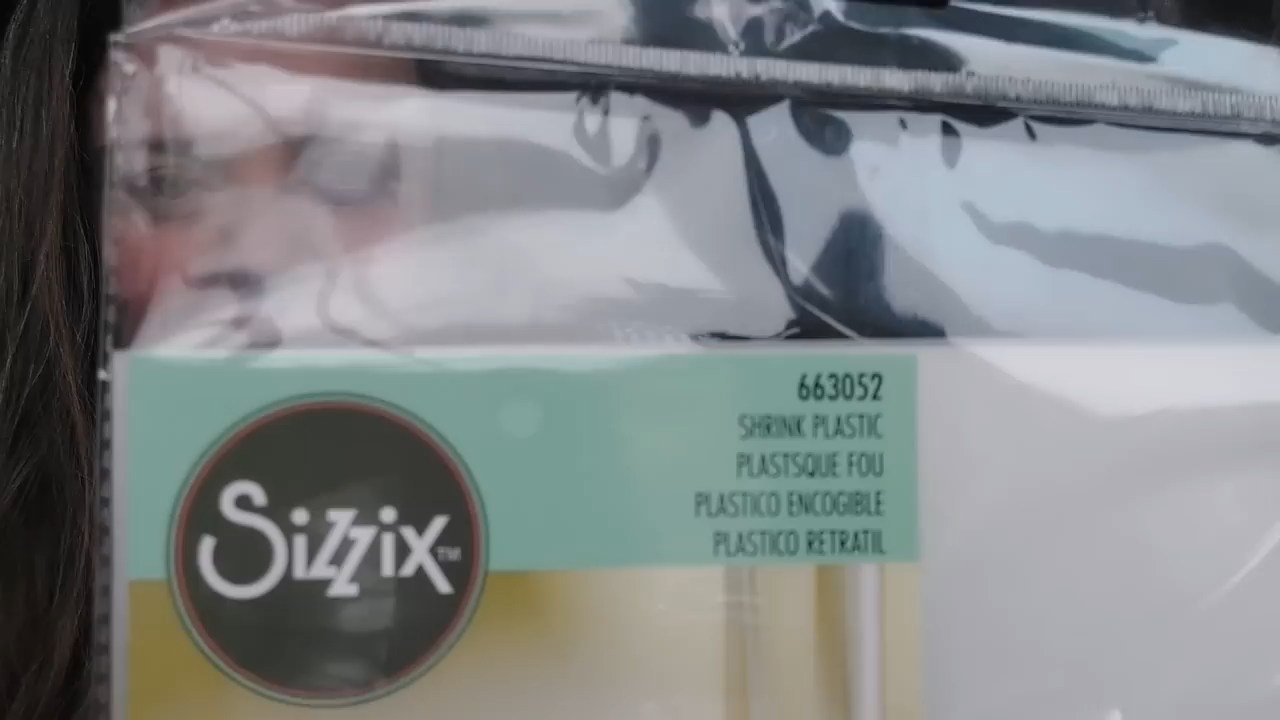 663052
SHRINK PLASTIC
PLASTSQUE FOU
PLASTICO ENCOGIBLE
PLASTICO RETRATIL
Sizzix™